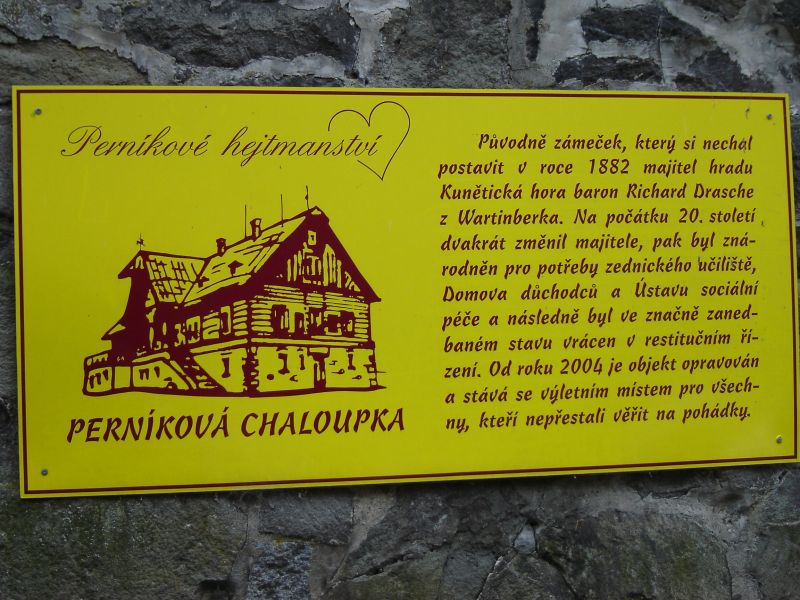 Perníkové hejtmanství
PERNÍKOVÁ CHALOUPKA
Původně zámeček, který si nechal
postavit v roce 1882 majitel hradu
Kunětická hora baron Richard Drasche
z Wartinberka. Na počátku 20. století
dvakrát změnil majitele, pak byl zná-
rodněn pro potřeby zednického učiliště,
Domova důchodců a Ústavu sociální
péče a následně byl ve značně zaned-
baném stavu vrácen v restitučním ří-
zení. Od roku 2004 je objekt opravován
a stává se výletním místem pro všech-
ny, kteří nepřestali věřit na pohádky.